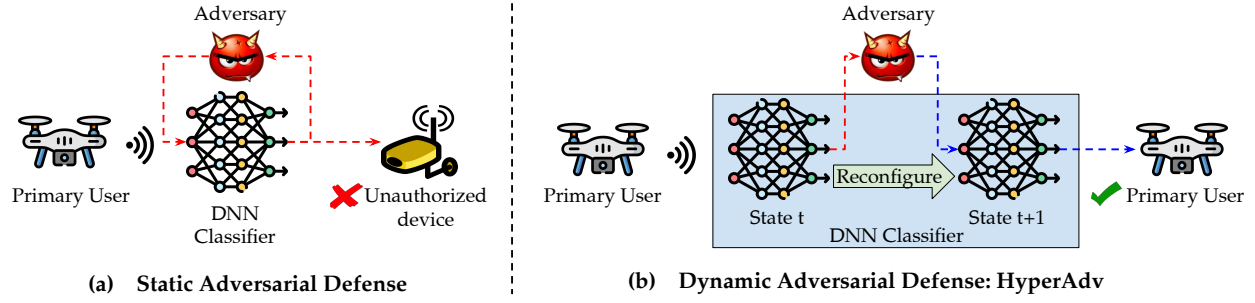 Adversary
Primary User
DNN
Classifier
Unauthorized
device
(a) Static Adversarial Defense
Adversary
Primary User
Reconfigure
State t
State t+1
DNN Classifier
Primary User
(b) Dynamic Adversarial Defense: HyperAdv